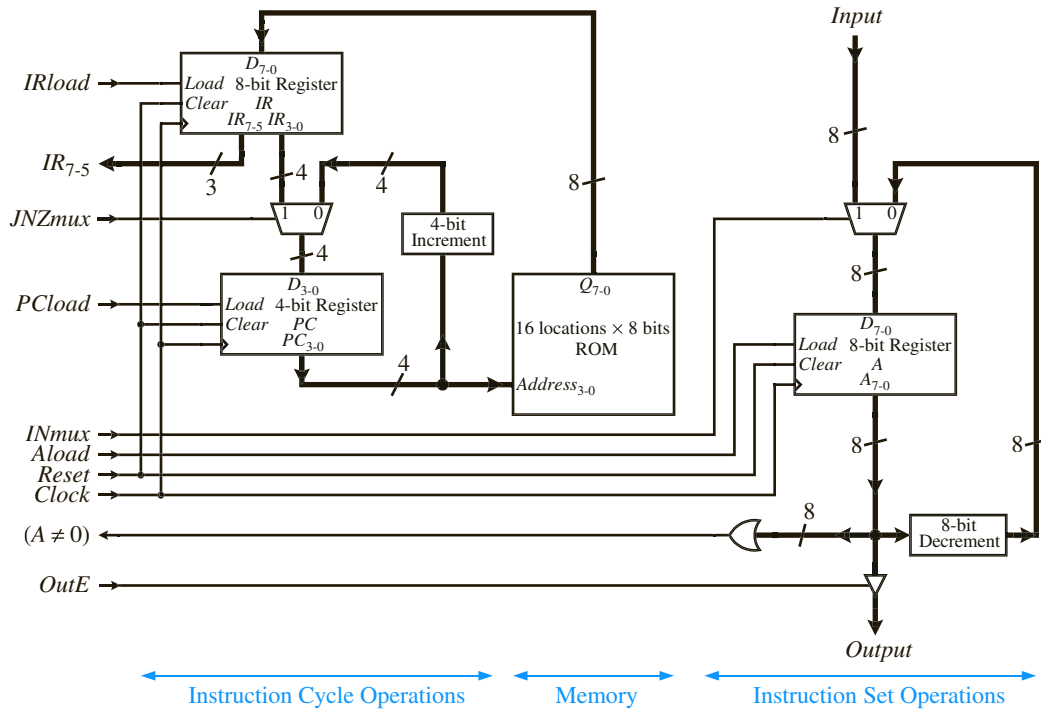 Input
D7-0
IRload
Load 8-bit Register
Clear IR
IR7-5 IR3-0
8
IR7-5
3
4
4
8
8
JNZmux
1 0
4-bit
Increment
1 0
4
8
D3-0
Q7-0
PCload
Load 4-bit Register
Clear PC
PC3-0
16 locations × 8 bits
ROM
D7-0
Load 8-bit Register
Clear A
A7-0
4
Address3-0
INmux
Aload
Reset
Clock
8
8
(A ≠ 0)
8
8-bit
Decrement
OutE
Output
Instruction Cycle Operations
Memory
Instruction Set Operations